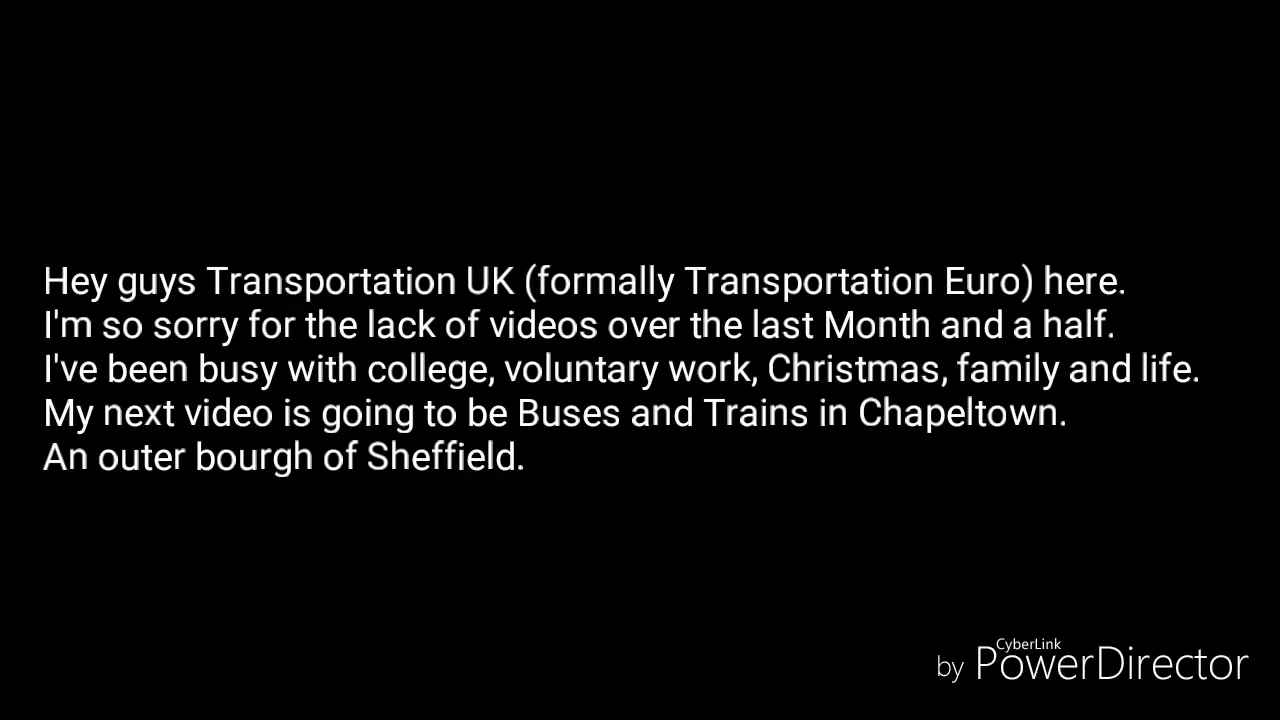 Hey guys Transportation UK (formally Transportation Euro) here.
I'm so sorry for the lack of videos over the last Month and a half.
I've been busy with college, voluntary work, Christmas, family and life.
My next video is going to be Buses and Trains in Chapeltown.
An outer bourgh of Sheffield.
CyberLink
by PowerDirector